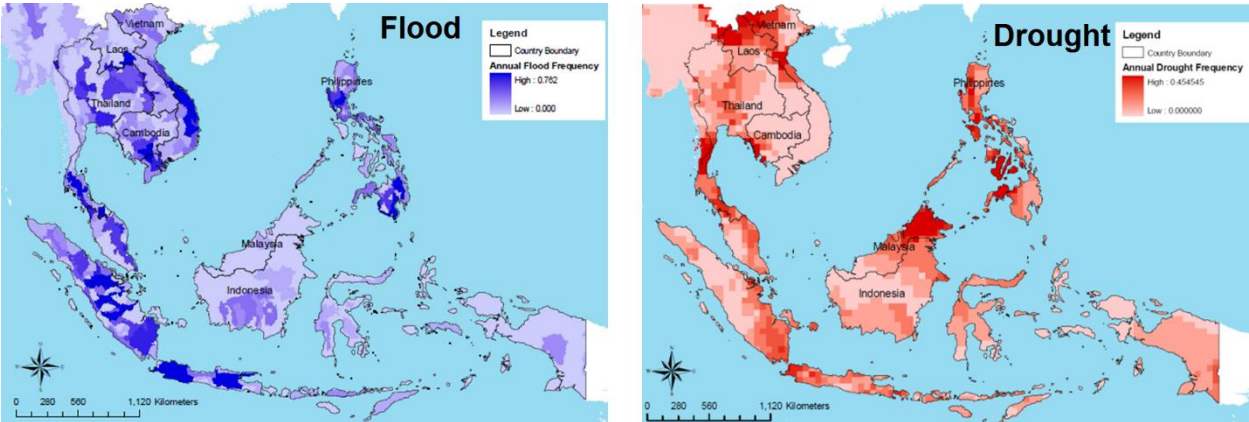 Flood
Legend
Country Boundary
Annual Flood Frequency
High : 0.762
Low : 0.000
Vietnam
Laos
Thailand
Cambodia
Philippines
Malaysia
Indonesia
0 280 560 1,120 Kilometers
Drought
Legend
Country Boundary
Annual Drought Frequency
High : 0.454545
Low : 0.000000
Vietnam
Laos
Thailand
Cambodia
Philippines
Malaysia
Indonesia
0 280 560 1,120 Kilometers